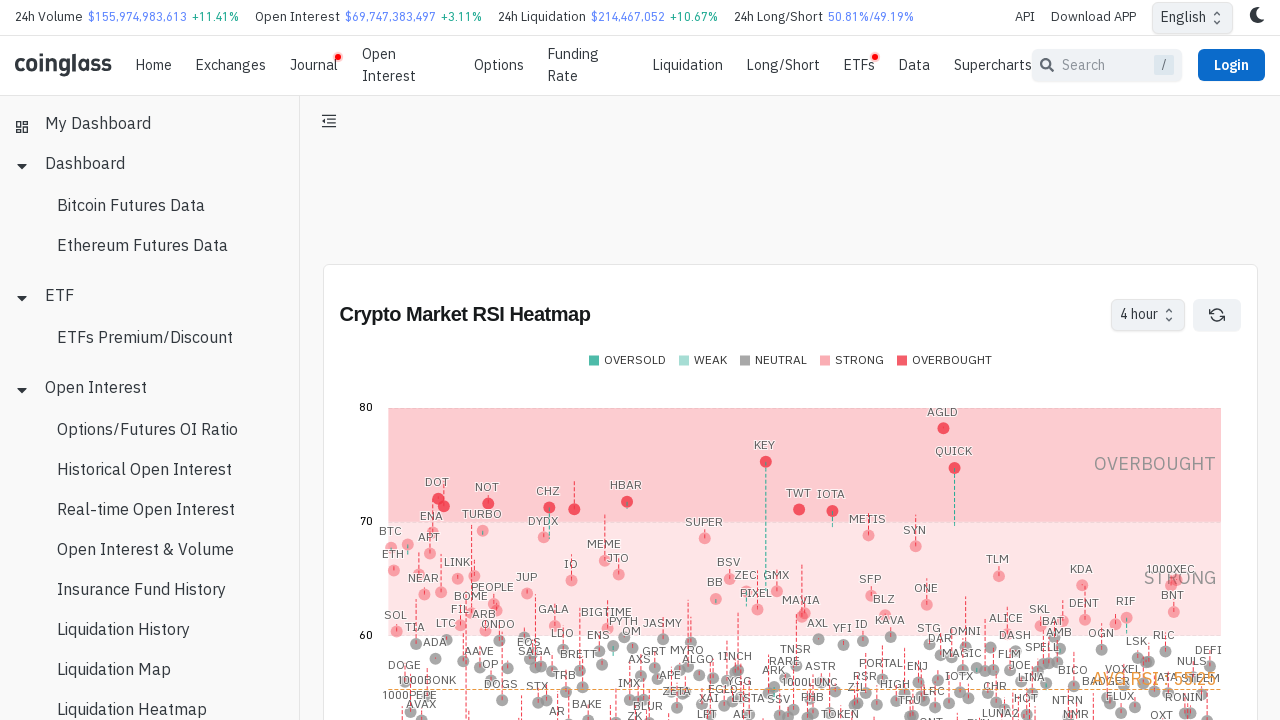 24h Volume $155,974,983,613 +11.41% Open Interest $69,747,383,497 +3.11% 24h Liquidation $214,467,052 +10.67% 24h Long/Short 50.81%/49.19% API Download APP English
coinglass Home Exchanges Journal Open Interest Options Funding Rate Liquidation Long/Short ETFs Data Supercharts Search / Login
My Dashboard
Dashboard
Bitcoin Futures Data
Ethereum Futures Data
ETF
ETFs Premium/Discount
Open Interest
Options/Futures OI Ratio
Historical Open Interest
Real-time Open Interest
Open Interest & Volume
Insurance Fund History
Liquidation History
Liquidation Map
Liquidation Heatmap
Crypto Market RSI Heatmap 4 hour
OVERSOLD WEAK NEUTRAL STRONG OVERBOUGHT
80
AGLD
KEY QUICK
OVERBOUGHT
DOT NOT CHZ HBAR TWT IOTA
70
ENA TURBO DYDX SUPER METIS
BTC APT SYN
ETH MEME JTO
LINK IO BSV TLM
NEAR JUP BB ZEC GMX SFP KDA 1000XEC
STRONG
PEOPLE BOME PIXEL MAVIA BLZ ONE DENT RIF BNT
SOL FIL ARB GALA BIGTIME KAVA ALICE SKL
60
TIA LTC ONDO LDO ENS PYTH OM JASMY AXL YFI ID STG OMNI DASH BAT AMB OGN RLC
ADA EOS DAR LSK
AAVE SAGA BRETT GRT MYRO TNSR MAGIC FLM SPELL DEFI
DOGE OP AXS ALGO 1INCH RARE ASTR PORTAL ENJ JOE NULS
1000BONK TRB APE ARK RSR IOTX LINA BICO VOXEL ATA STEEM
AVG RSI : 55.25
DOGS STX IMX ZETA EGLD YGG 1000LUNC ZIL HIGH LRC CHR BADGER
1000PEPE AVAX BAKE BLUR XAI LISTA SSV TRU HOT NTRN FLUX RONIN
AR ZK LPT ALT TOKEN LUNA2 NMR OXT